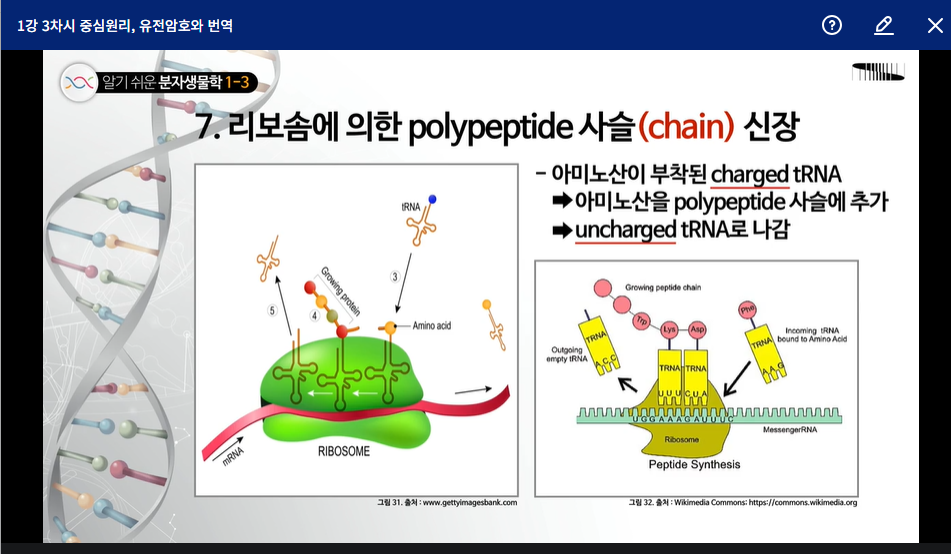 1강 3차시 중심원리, 유전암호와 번역
알기 쉬운 분자생물학 1-3
7. 리보솜에 의한 polypeptide 사슬(chain) 신장
– 아미노산이 부착된 charged tRNA
➡아미노산을 polypeptide 사슬에 추가
➡uncharged tRNA로 나감
tRNA
③
Growing protein
④
⑤
Amino acid
mRNA
RIBOSOME
그림 31. 출처 : www.gettyimagesbank.com
Growing peptide chain
Trp
Lys
Asp
Phe
Outgoing
empty tRNA
TRNA
A C C
TRNA
U U U
TRNA
C U A
TRNA
A A G
Incoming tRNA
bound to Amino Acid
U G G A A A G A U U U C
MessengerRNA
Ribosome
Peptide Synthesis
그림 32. 출처 : Wikimedia Commons: https://commons.wikimedia.org